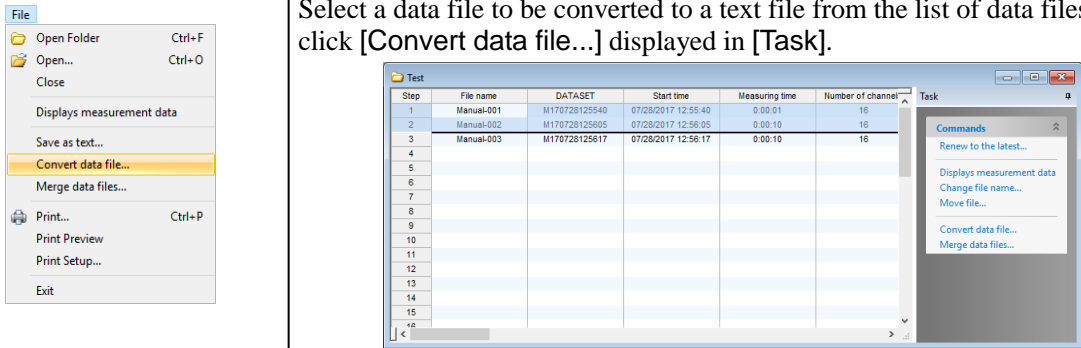 File
Open Folder Ctrl+F
Open... Ctrl+O
Close
Displays measurement data
Save as text...
Convert data file...
Merge data files...
Print... Ctrl+P
Print Preview
Print Setup...
Exit
Select a data file to be converted to a text file from the list of data files
click [Convert data file...] displayed in [Task].
Test
Step File name DATASET Start time Measuring time Number of channel
1 Manual-001 M170728125540 07/28/2017 12:55:40 0:00:01 16
2 Manual-002 M170728125605 07/28/2017 12:56:05 0:00:10 16
3 Manual-003 M170728125617 07/28/2017 12:56:17 0:00:10 16
4
5
6
7
8
9
10
11
12
13
14
15
16
Task
Commands
Renew to the latest...
Displays measurement data
Change file name...
Move file...
Convert data file...
Merge data files...